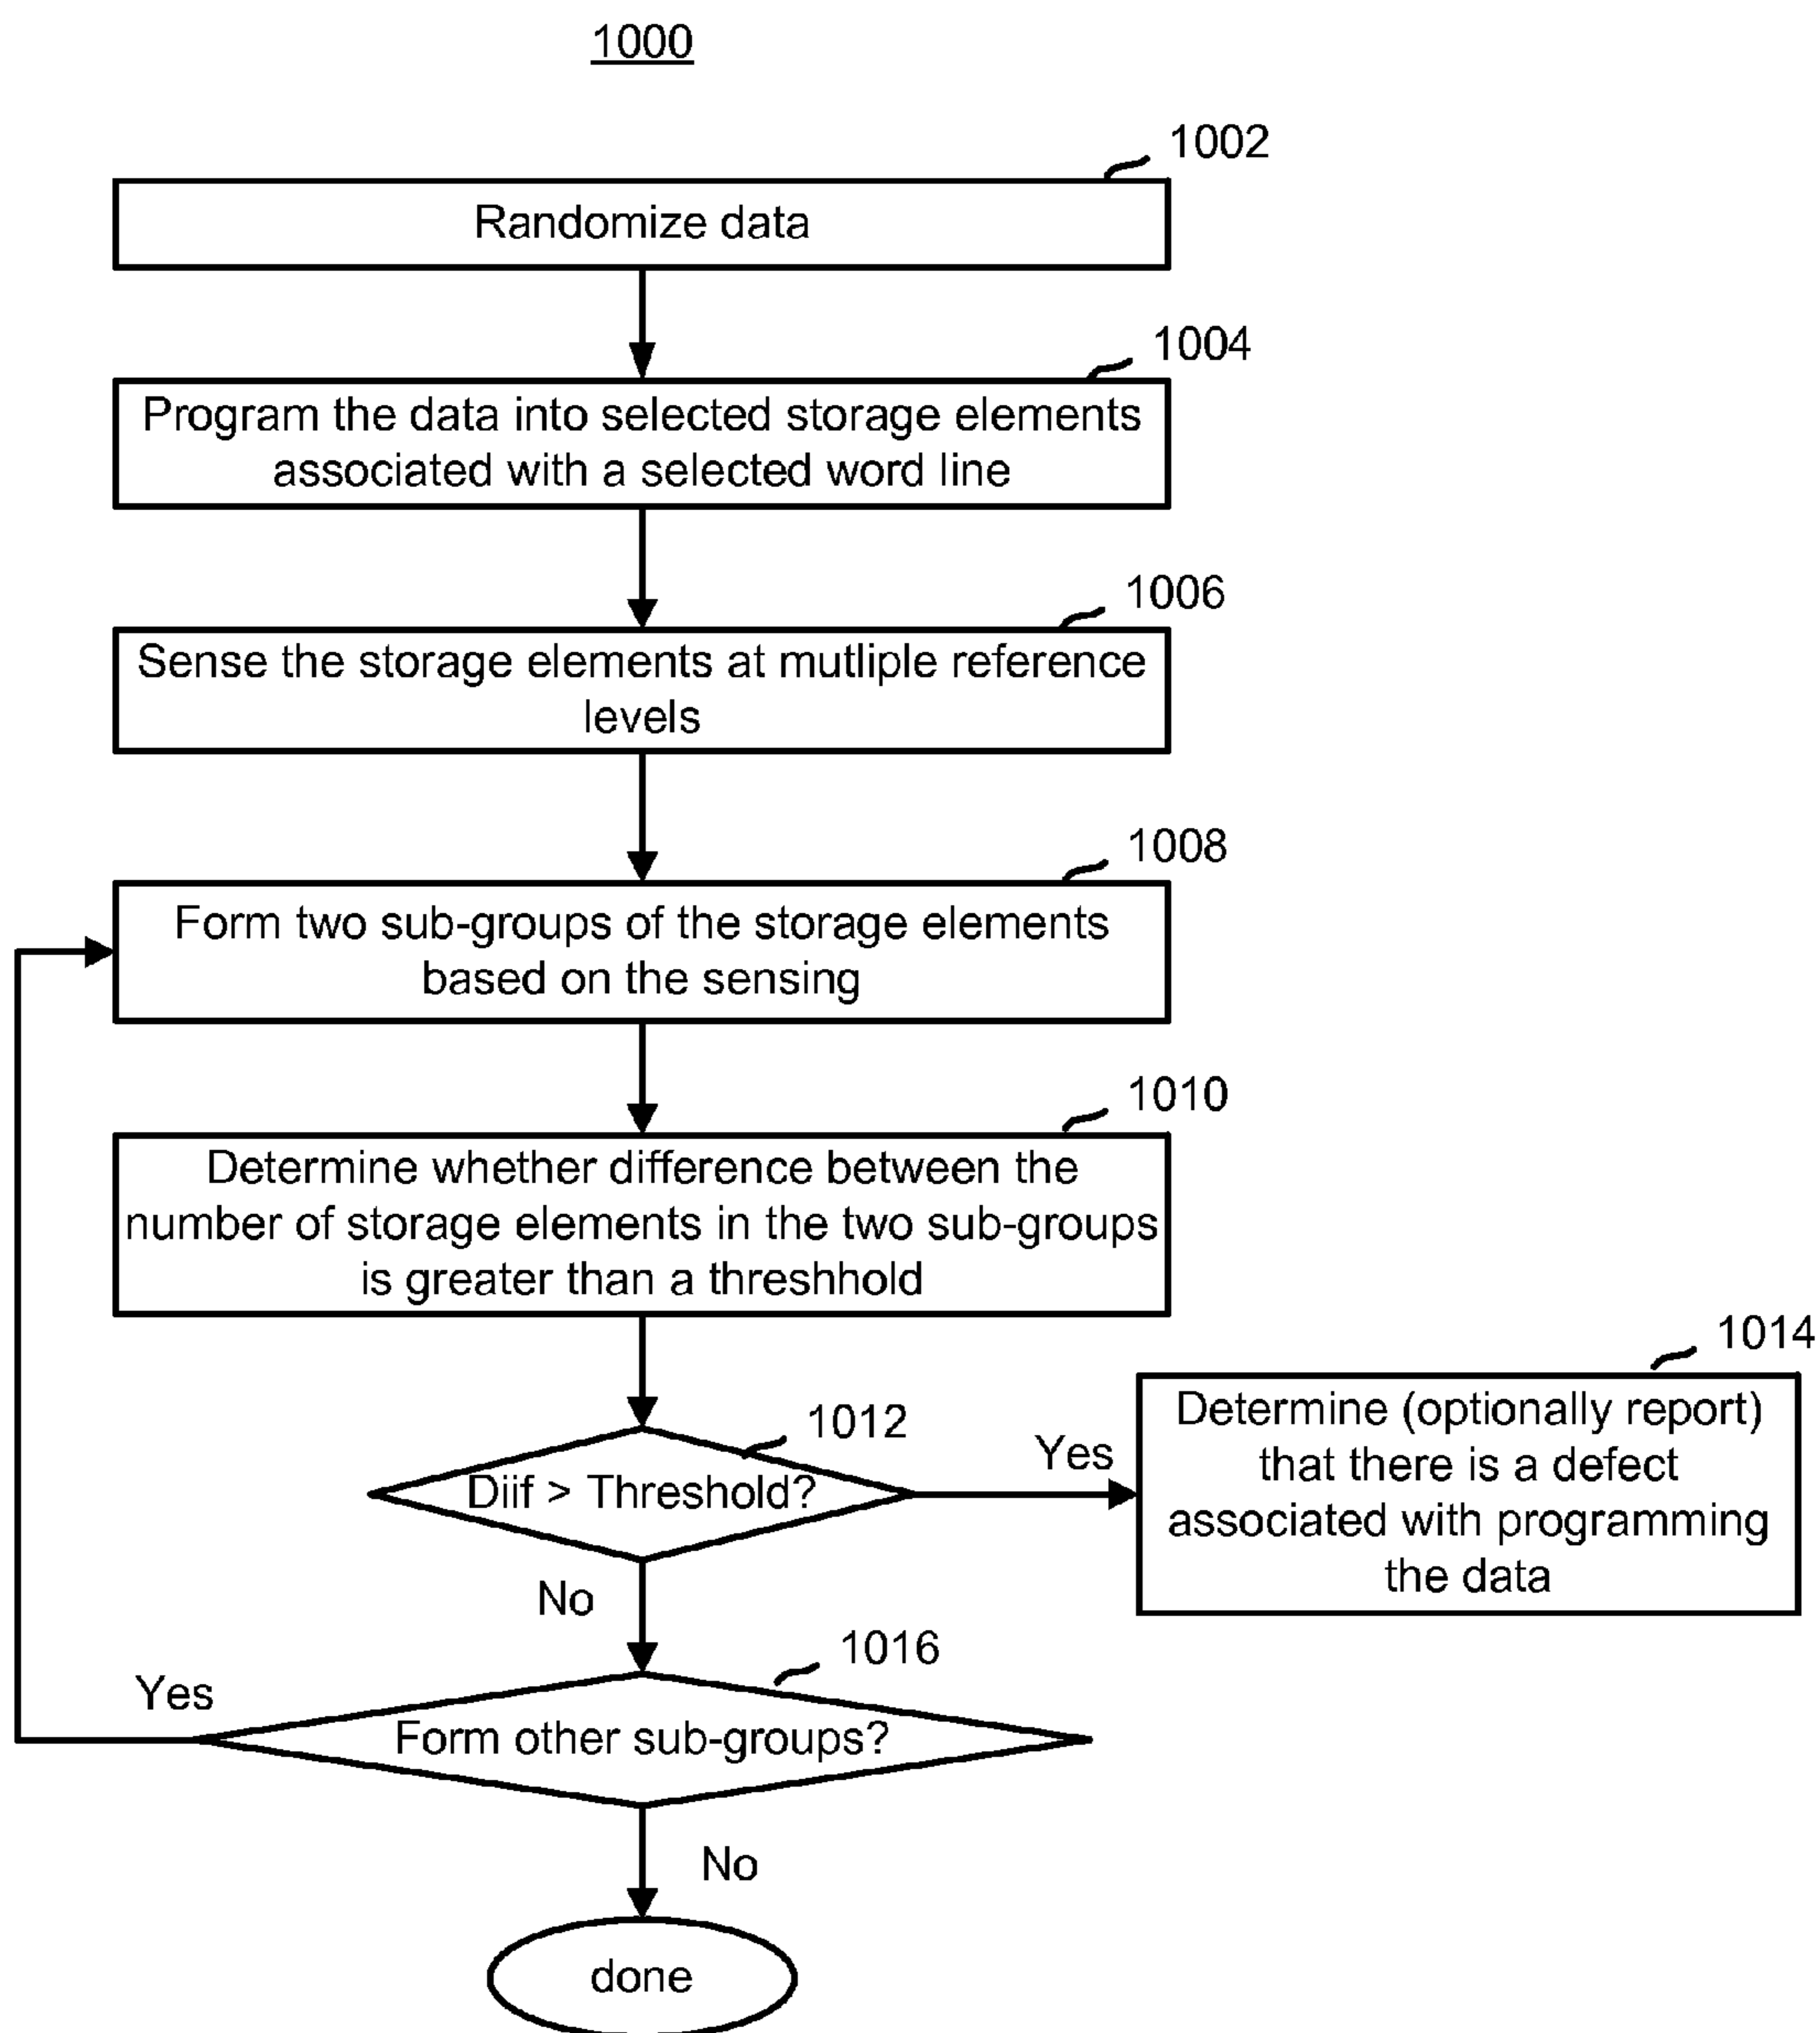 1000
1002
Randomize data
1004
Program the data into selected storage elements
associated with a selected word line
1006
Sense the storage elements at mutliple reference
levels
1008
Form two sub-groups of the storage elements
based on the sensing
1010
Determine whether difference between the
number of storage elements in the two sub-groups
is greater than a threshhold
1012
Diif > Threshold?
Yes
1014
Determine (optionally report)
that there is a defect
associated with programming
the data
No
1016
Yes
Form other sub-groups?
No
done